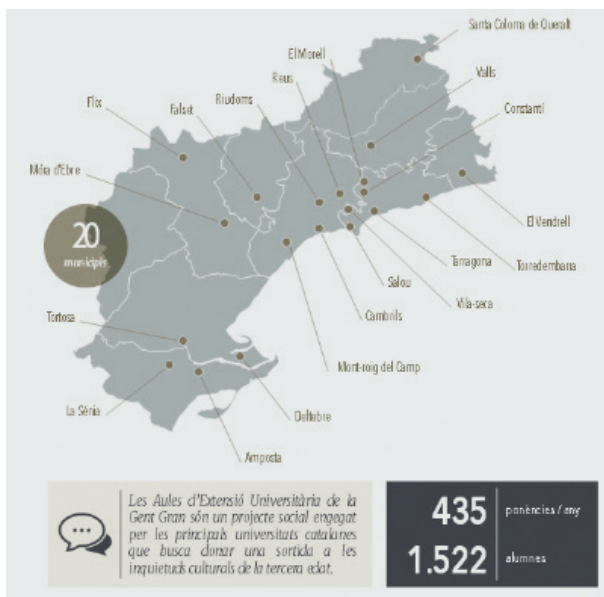 Santa Coloma de Queralt
El Morell
Reus
Valls
Riudoms
Constantí
Flix
Falset
Móra d'Ebre
20
municipis
El Vendrell
Tarragona
Torredembarra
Salou
Vila-seca
Cambrils
Tortosa
Mont-roig del Camp
La Sénia
Deltebre
Amposta
Les Aules d'Extensió Universitària de la
Gent Gran són un projecte social engegat
per les principals universitats catalanes
que busca donar una sortida a les
inquietuds culturals de la tercera edat.
435 ponències / any
1.522 alumnes